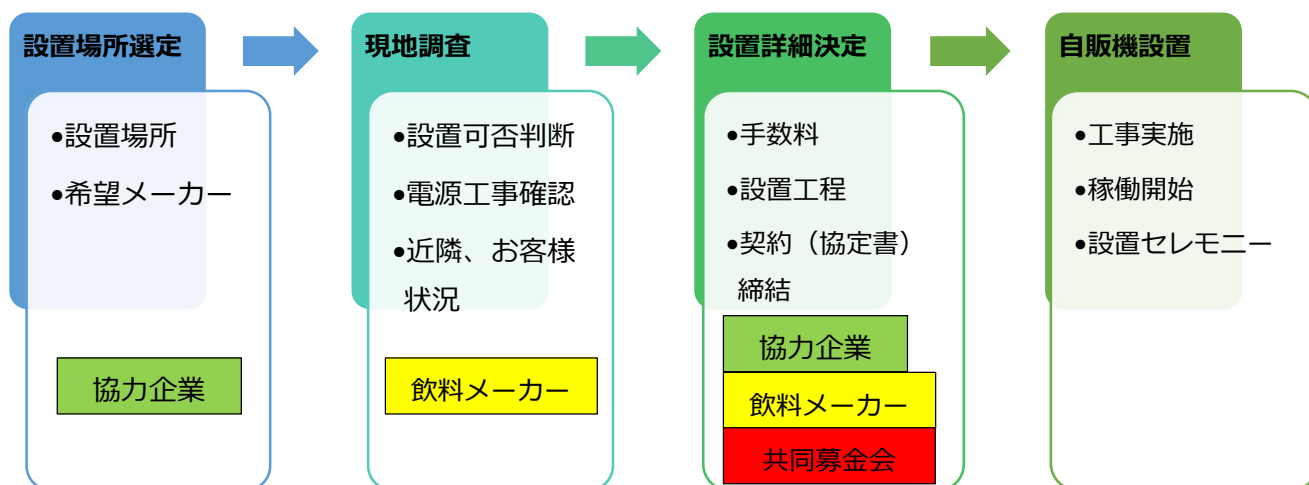 設置場所選定
•設置場所
•希望メーカー
協力企業
現地調査
•設置可否判断
•電源工事確認
•近隣、お客様
状況
飲料メーカー
設置詳細決定
•手数料
•設置工程
•契約（協定書）
締結
協力企業
飲料メーカー
共同募金会
自販機設置
•工事実施
•稼働開始
•設置セレモニー